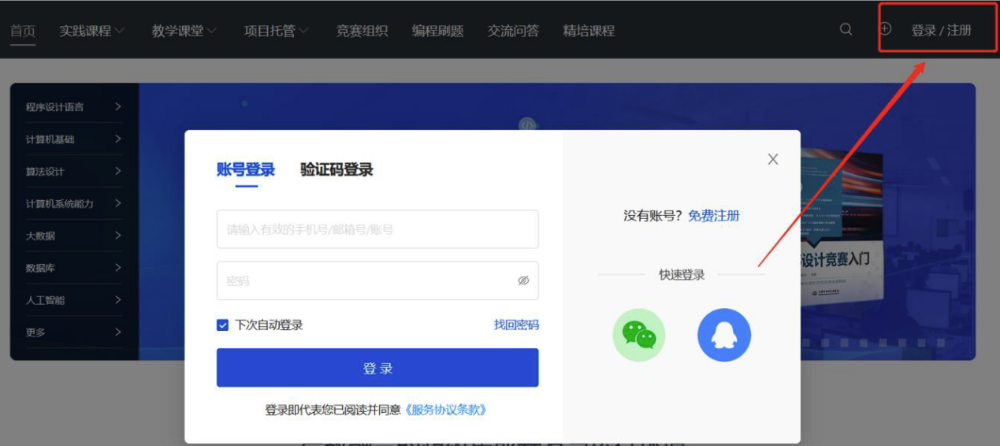 首页 实践课程 教学课堂 项目托管 竞赛组织 编程刷题 交流问答 精培课程 登录 / 注册
程序设计语言
计算机基础
算法设计
计算机系统能力
大数据
数据库
人工智能
更多
账号登录 验证码登录
请输入有效的手机号/邮箱号/账号
密码
下次自动登录 找回密码
登录
登录即代表您已阅读并同意《服务协议条款》
没有账号？免费注册
快速登录
设计竞赛入门